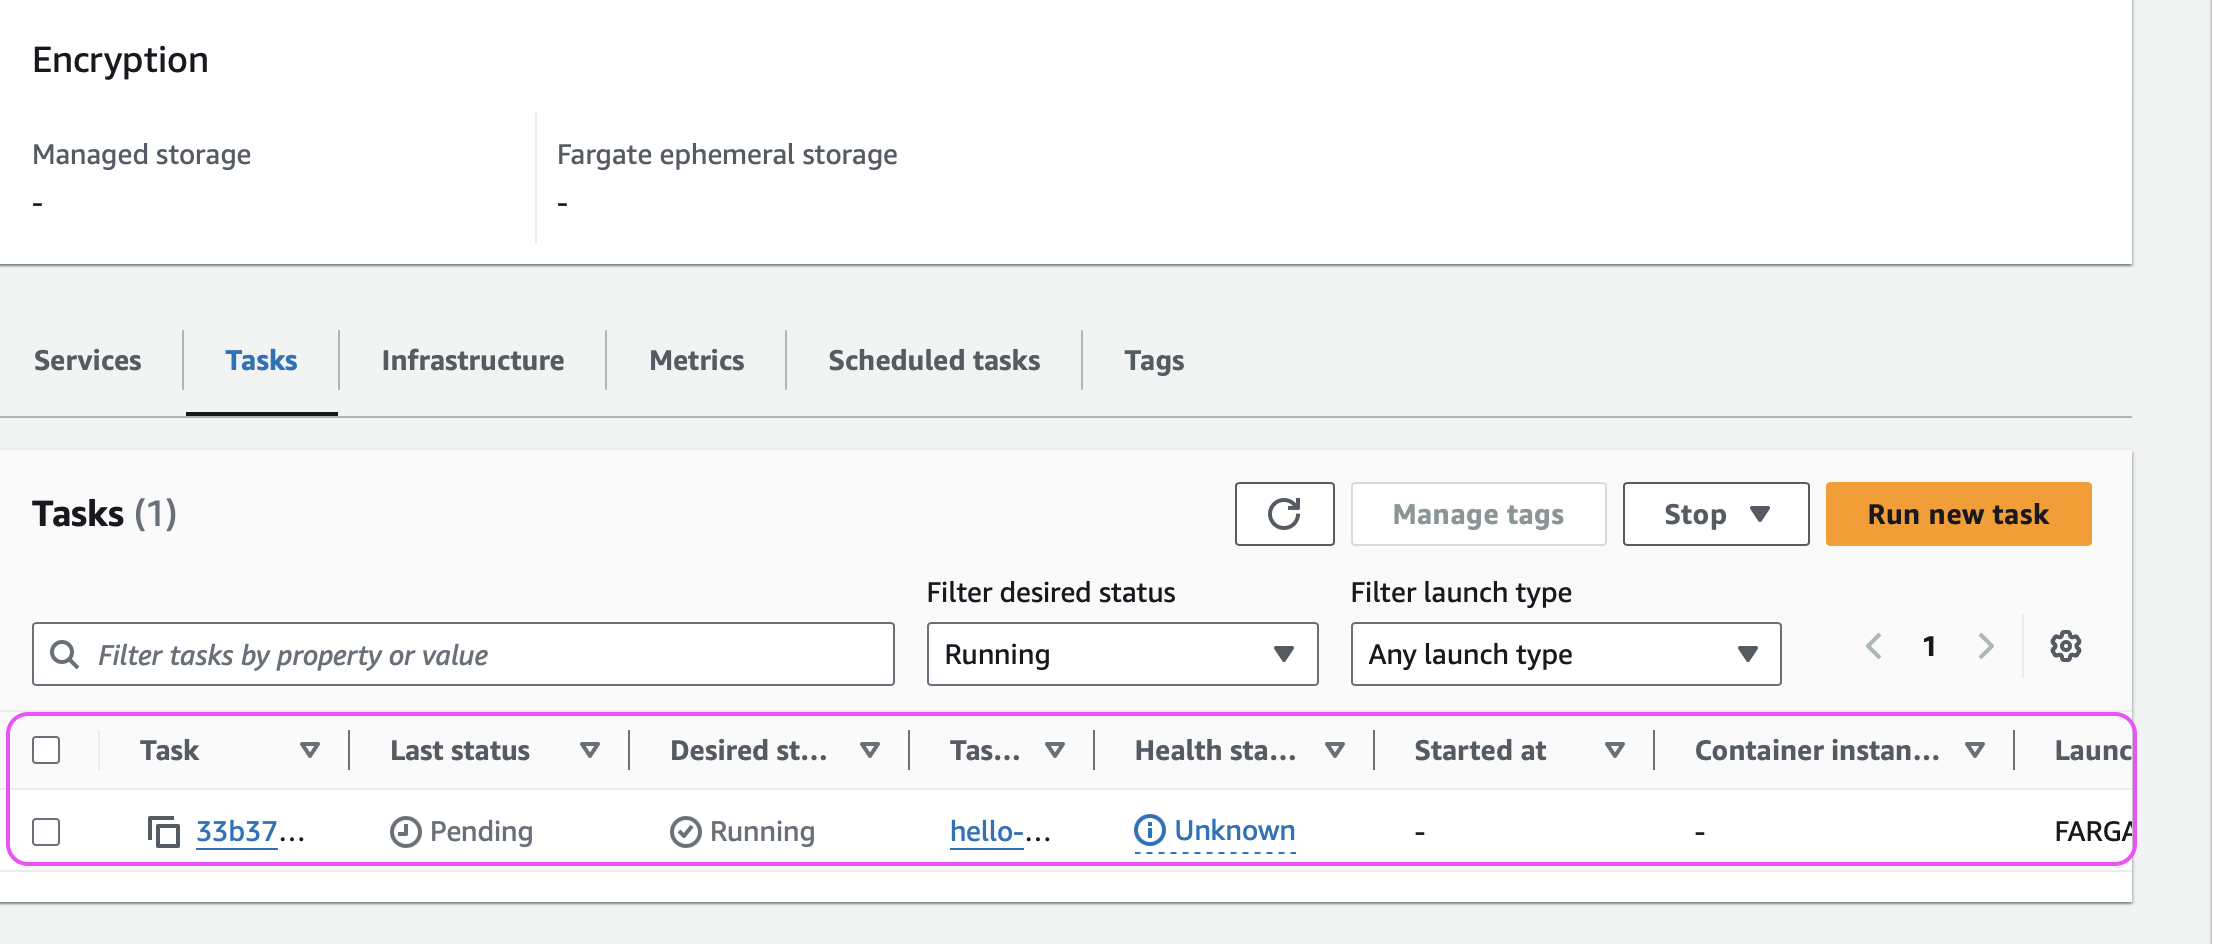 Encryption
Managed storage
-
Fargate ephemeral storage
-
Services Tasks Infrastructure Metrics Scheduled tasks Tags
Tasks (1)
Manage tags Stop Run new task
Filter desired status Filter launch type
Filter tasks by property or value Running Any launch type 1
Task Last status Desired st... Tas... Health sta... Started at Container instan... Launc
33b37... Pending Running hello-... Unknown - - FARGA